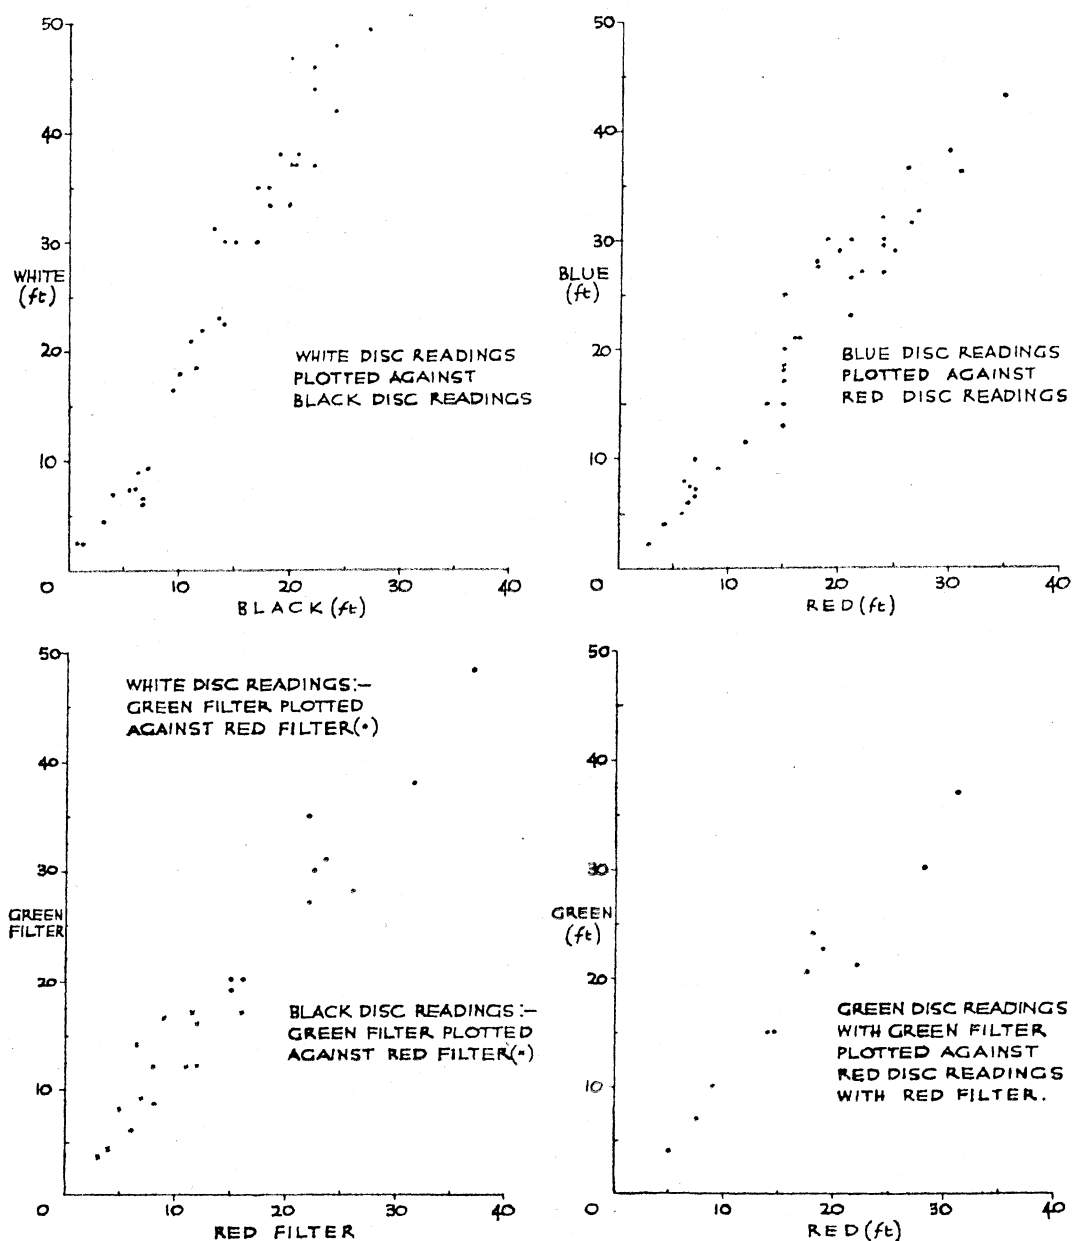 50
40
30
WHITE
(ft)
20
10
0
10
20
30
40
BLACK (ft)
WHITE DISC READINGS
PLOTTED AGAINST
BLACK DISC READINGS
50
40
30
BLUE
(ft)
20
10
0
10
20
30
40
RED (ft)
BLUE DISC READINGS
PLOTTED AGAINST
RED DISC READINGS
50
40
30
GREEN
FILTER
20
10
0
10
20
30
40
RED FILTER
WHITE DISC READINGS:—
GREEN FILTER PLOTTED
AGAINST RED FILTER(•)
BLACK DISC READINGS:—
GREEN FILTER PLOTTED
AGAINST RED FILTER(×)
50
40
30
GREEN
(ft)
20
10
0
10
20
30
40
RED (ft)
GREEN DISC READINGS
WITH GREEN FILTER
PLOTTED AGAINST
RED DISC READINGS
WITH RED FILTER.